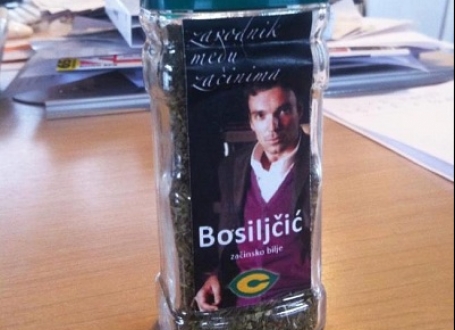 zavodnik
među
začinima
Bosiljčić
začinsko bilje
C